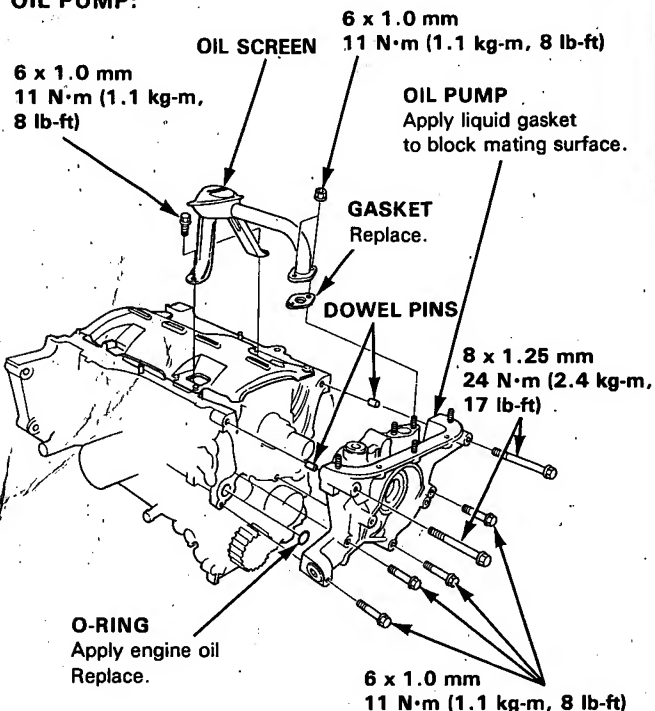 OIL PUMP:
6 x 1.0 mm
11 N·m (1.1 kg-m, 8 lb-ft)
OIL SCREEN
6 x 1.0 mm
11 N·m (1.1 kg-m,
8 lb-ft)
OIL PUMP
Apply liquid gasket
to block mating surface.
GASKET
Replace.
DOWEL PINS
8 x 1.25 mm
24 N·m (2.4 kg-m,
17 lb-ft)
O-RING
Apply engine oil
Replace.
6 x 1.0 mm
11 N·m (1.1 kg-m, 8 lb-ft)